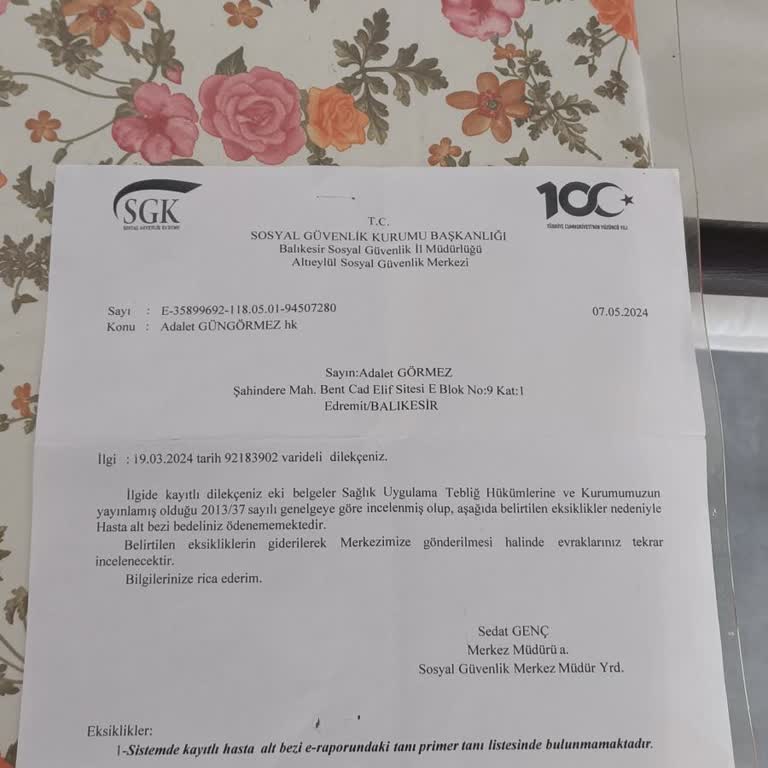 SGK
SOSYAL GÜVENLİK KURUMU
100
TÜRKİYE CUMHURİYETİ'NİN YÜZÜNCÜ YILI
T.C.
SOSYAL GÜVENLİK KURUMU BAŞKANLIĞI
Balıkesir Sosyal Güvenlik İl Müdürlüğü
Altıeylül Sosyal Güvenlik Merkezi
Sayı : E-35899692-118.05.01-94507280
07.05.2024
Konu : Adalet GÜNGÖRMEZ hk
Sayın:Adalet GÖRMEZ
Şahindere Mah. Bent Cad Elif Sitesi E Blok No:9 Kat:1
Edremit/BALIKESİR
İlgi : 19.03.2024 tarih 92183902 varideli dilekçeniz.
İlgide kayıtlı dilekçeniz eki belgeler Sağlık Uygulama Tebliğ Hükümlerine ve Kurumumuzun
yayınlamış olduğu 2013/37 sayılı genelgeye göre incelenmiş olup, aşağıda belirtilen eksiklikler nedeniyle
Hasta alt bezi bedeliniz ödenememektedir.
Belirtilen eksikliklerin giderilerek Merkezimize gönderilmesi halinde evraklarınız tekrar
incelenecektir.
Bilgilerinize rica ederim.
Sedat GENÇ
Merkez Müdürü a.
Sosyal Güvenlik Merkez Müdür Yrd.
Eksiklikler:
1-Sistemde kayıtlı hasta alt bezi e-raporundaki tanı primer tanı listesinde bulunmamaktadır.